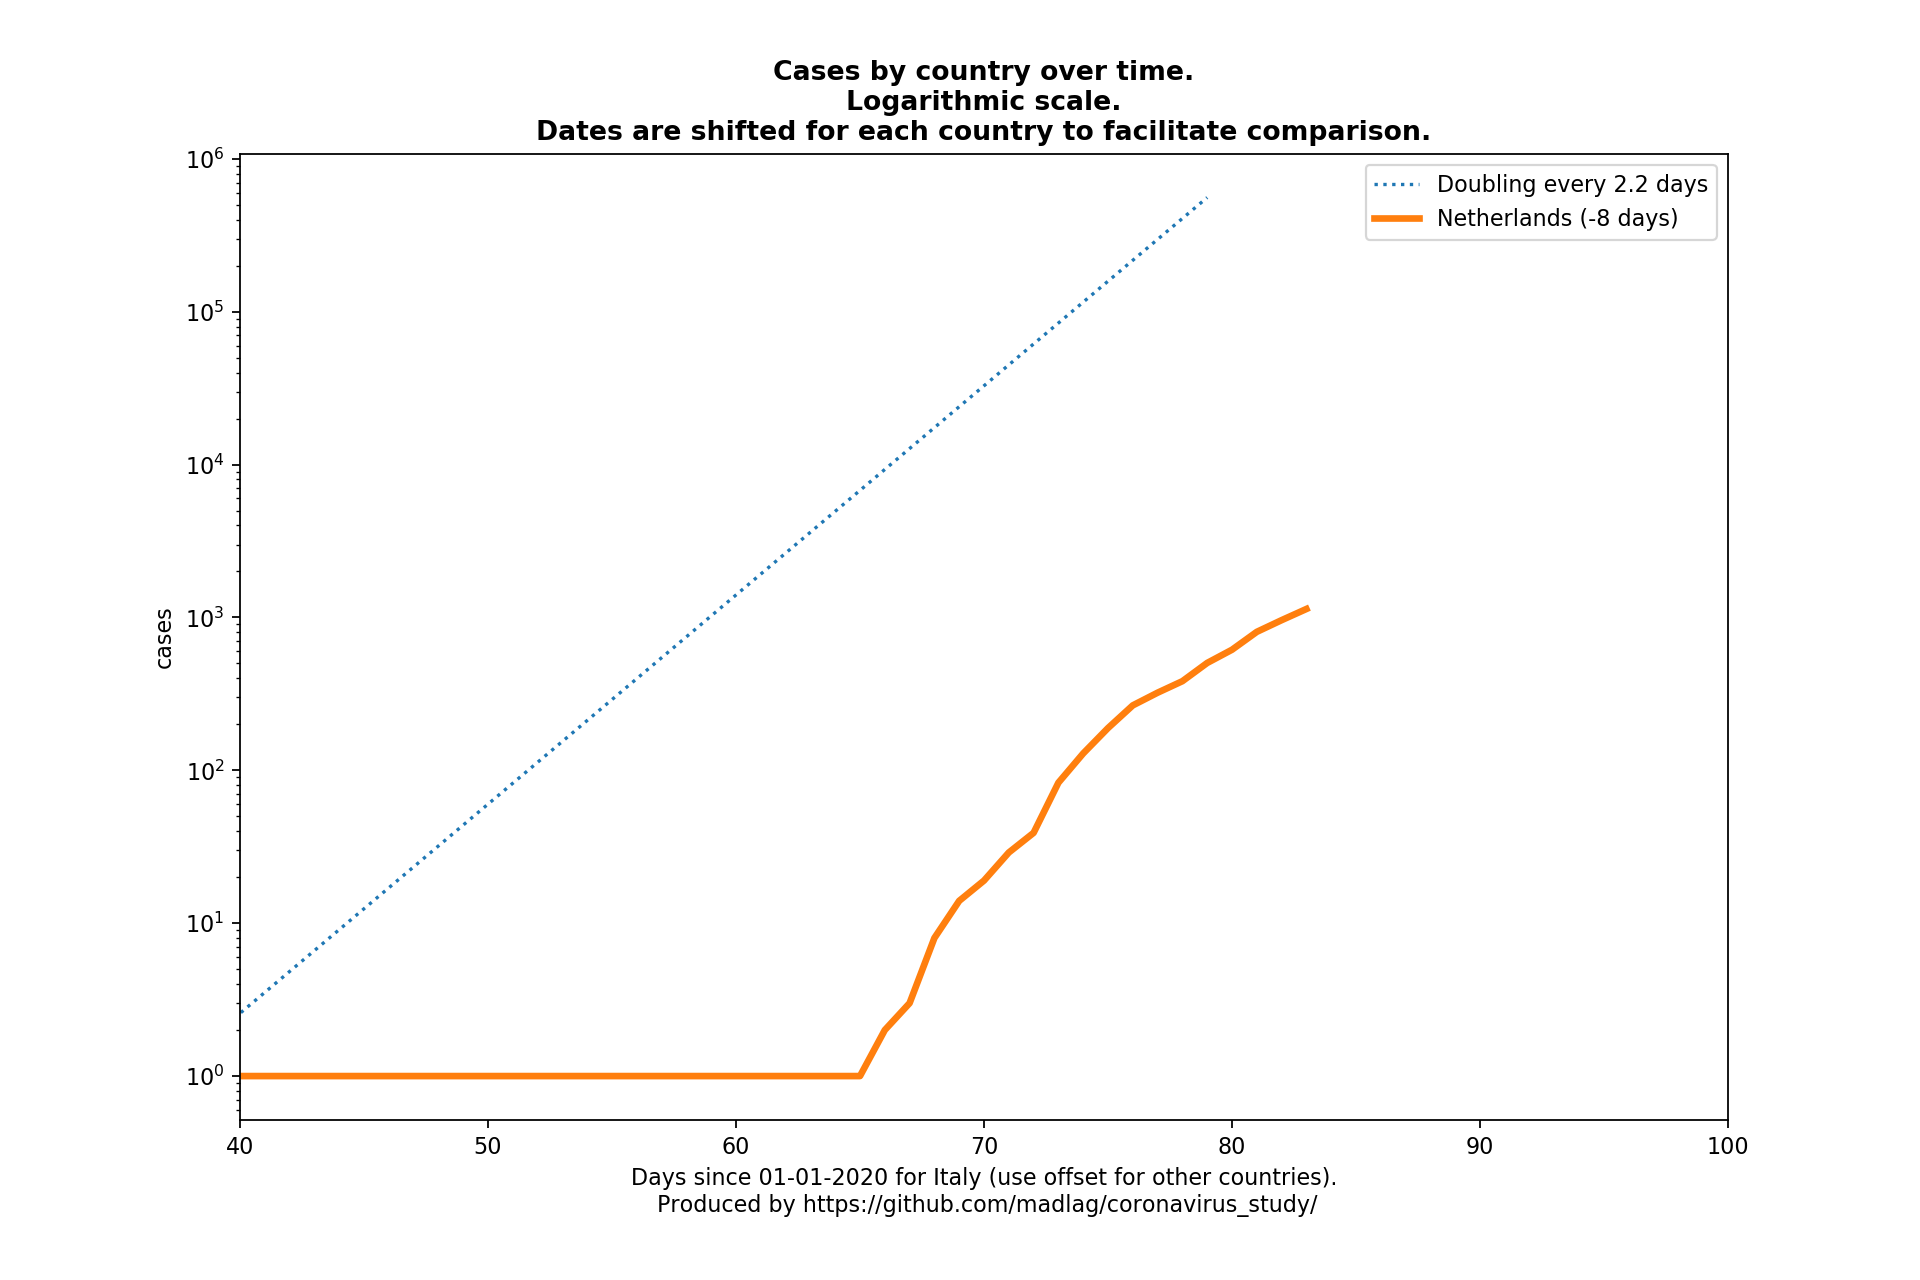 Cases by country over time.
Logarithmic scale.
Dates are shifted for each country to facilitate comparison.
10^6
10^5
10^4
10^3
10^2
10^1
10^0
cases
Doubling every 2.2 days
Netherlands (-8 days)
40 50 60 70 80 90 100
Days since 01-01-2020 for Italy (use offset for other countries).
Produced by https://github.com/madlag/coronavirus_study/